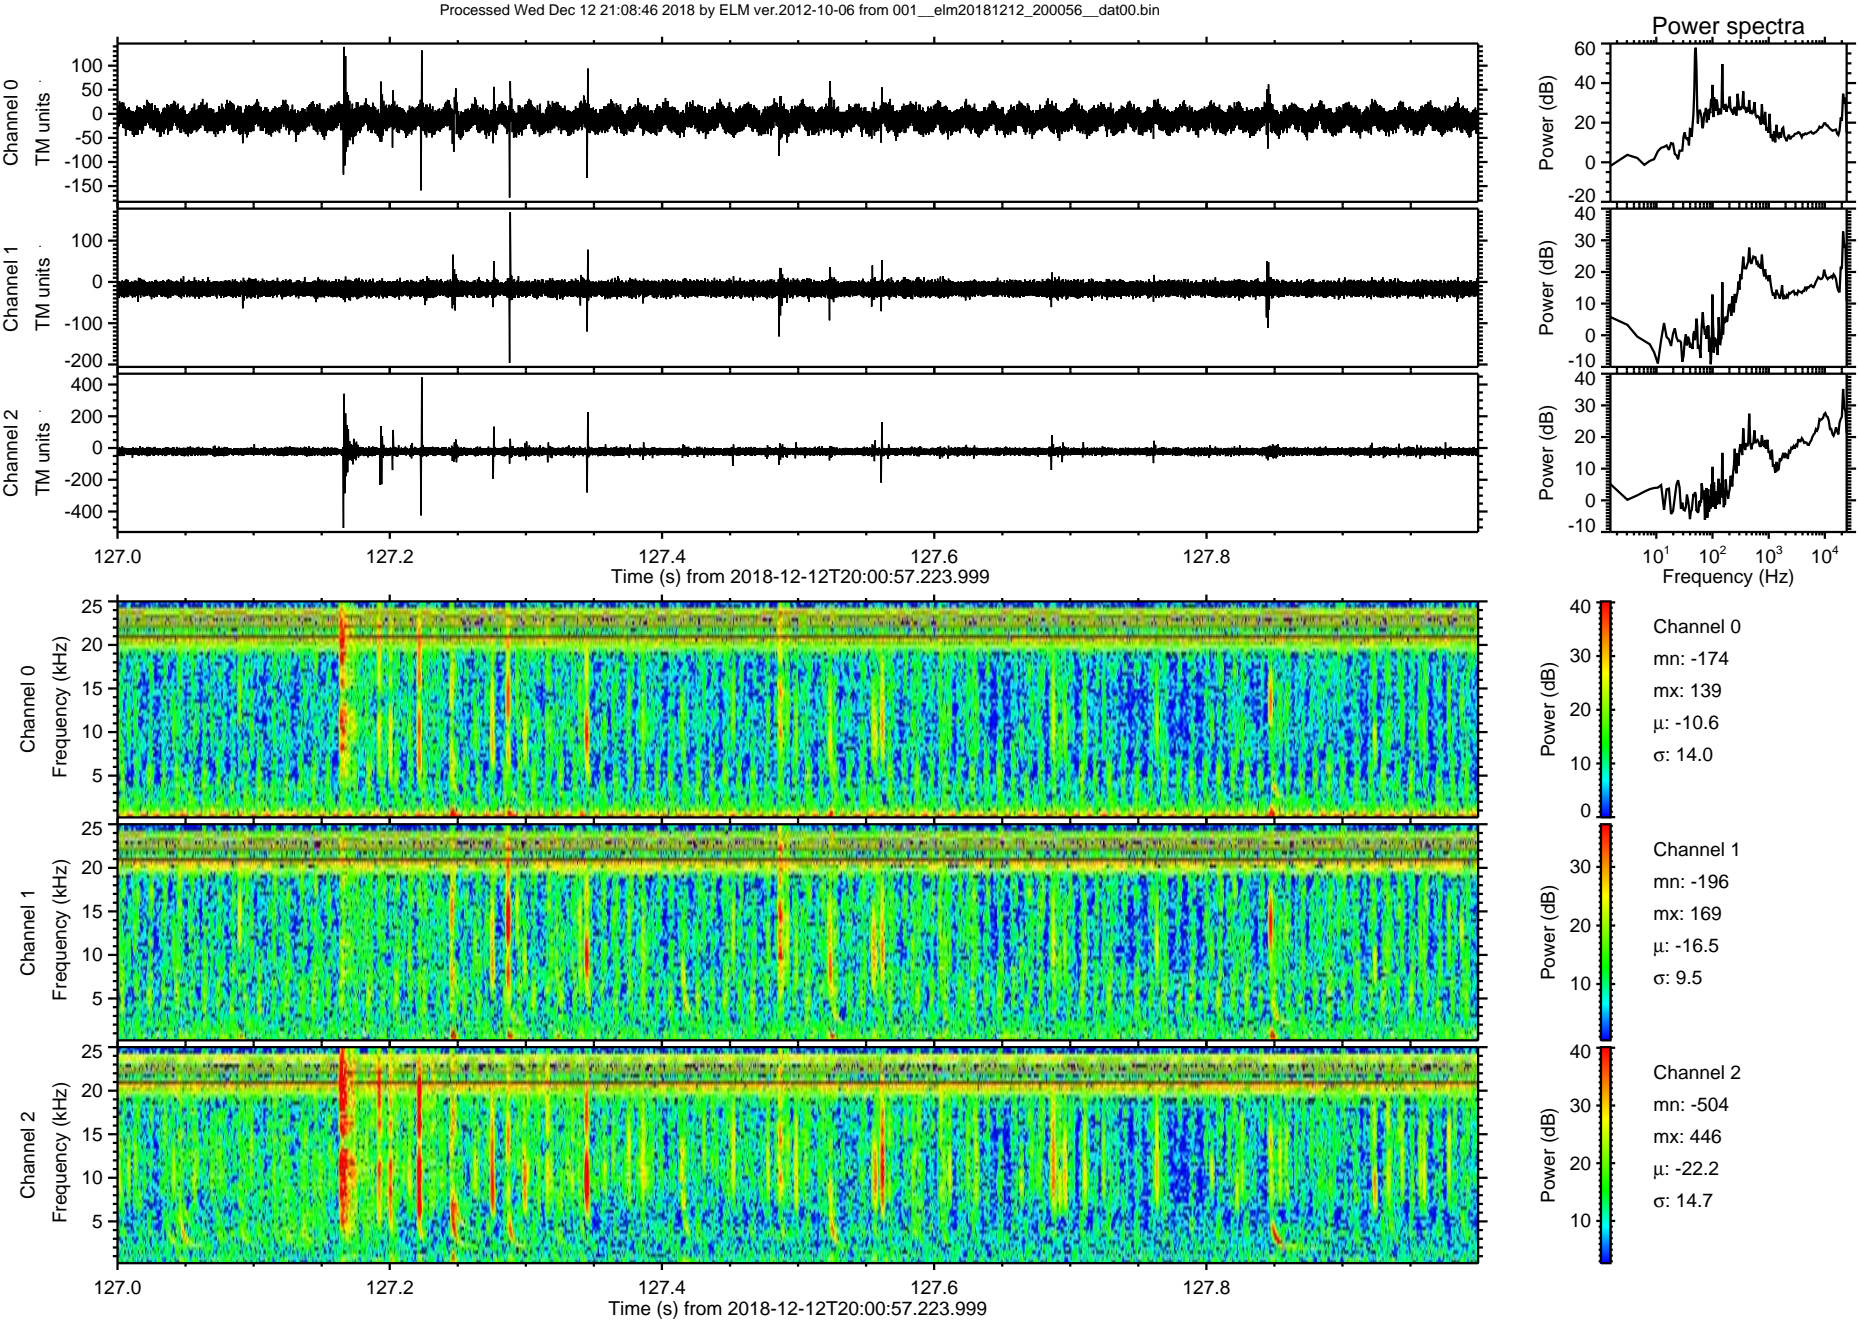 Processed Wed Dec 12 21:08:46 2018 by ELM ver.2012-10-06 from 001__elm20181212_200056__dat00.bin
Power spectra
Channel 0
TM units
100
50
0
-50
-100
-150
Power (dB)
60
40
20
0
-20
Channel 1
TM units
100
0
-100
-200
Power (dB)
40
30
20
10
0
-10
Channel 2
TM units
400
200
0
-200
-400
Power (dB)
40
30
20
10
0
-10
127.0 127.2 127.4 127.6 127.8
Time (s) from 2018-12-12T20:00:57.223.999
10^1 10^2 10^3 10^4
Frequency (Hz)
Channel 0
Frequency (kHz)
25
20
15
10
5
Power (dB)
40
30
20
10
0
Channel 0
mn: -174
mx: 139
μ: -10.6
σ: 14.0
Channel 1
Frequency (kHz)
25
20
15
10
5
Power (dB)
30
20
10
Channel 1
mn: -196
mx: 169
μ: -16.5
σ: 9.5
Channel 2
Frequency (kHz)
25
20
15
10
5
Power (dB)
40
30
20
10
Channel 2
mn: -504
mx: 446
μ: -22.2
σ: 14.7
127.0 127.2 127.4 127.6 127.8
Time (s) from 2018-12-12T20:00:57.223.999